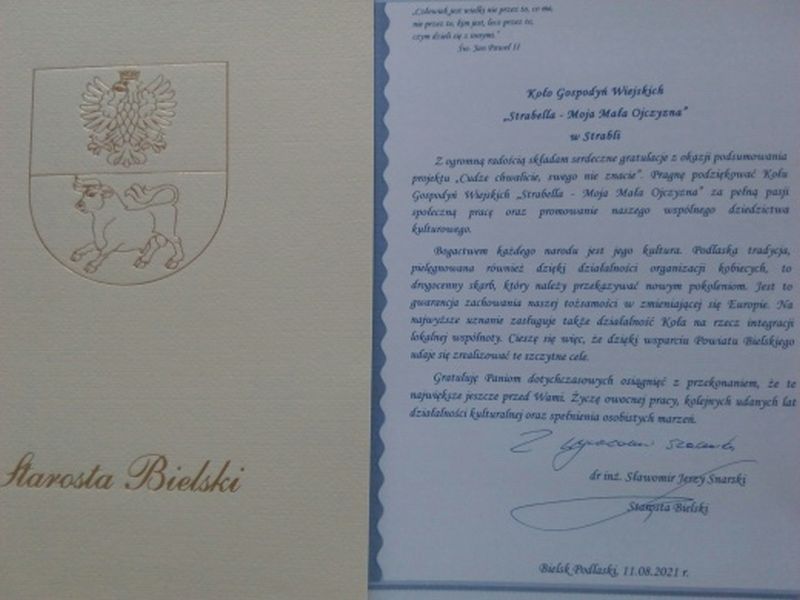 Starosta Bielski
„Człowiek jest wielki nie przez to, co ma,
nie przez to, kim jest, lecz przez to,
czym dzieli się z innymi."
Św. Jan Paweł II
Koło Gospodyń Wiejskich
„Strabella - Moja Mała Ojczyzna"
w Strabli
Z ogromną radością składam serdeczne gratulacje z okazji podsumowania
projektu „Cudze chwalicie, swego nie znacie". Pragnę podziękować Kołu
Gospodyń Wiejskich „Strabella - Moja Mała Ojczyzna" za pełną pasji
społeczną pracę oraz promowanie naszego wspólnego dziedzictwa
kulturowego.
Bogactwem każdego narodu jest jego kultura. Podlaska tradycja,
pielęgnowana również dzięki działalności organizacji kobiecych, to
drogocenny skarb, który należy przekazywać nowym pokoleniom. Jest to
gwarancja zachowania naszej tożsamości w zmieniającej się Europie. Na
najwyższe uznanie zasługuje także działalność Koła na rzecz integracji
lokalnej wspólnoty. Cieszę się więc, że dzięki wsparciu Powiatu Bielskiego
udaje się zrealizować te szczytne cele.
Gratuluję Paniom dotychczasowych osiągnięć z przekonaniem, że te
największe jeszcze przed Wami. Życzę owocnej pracy, kolejnych udanych lat
działalności kulturalnej oraz spełnienia osobistych marzeń.
Z wyrazami szacunku
dr inż. Sławomir Jerzy Snarski
Starosta Bielski
Bielsk Podlaski, 11.08.2021 r.